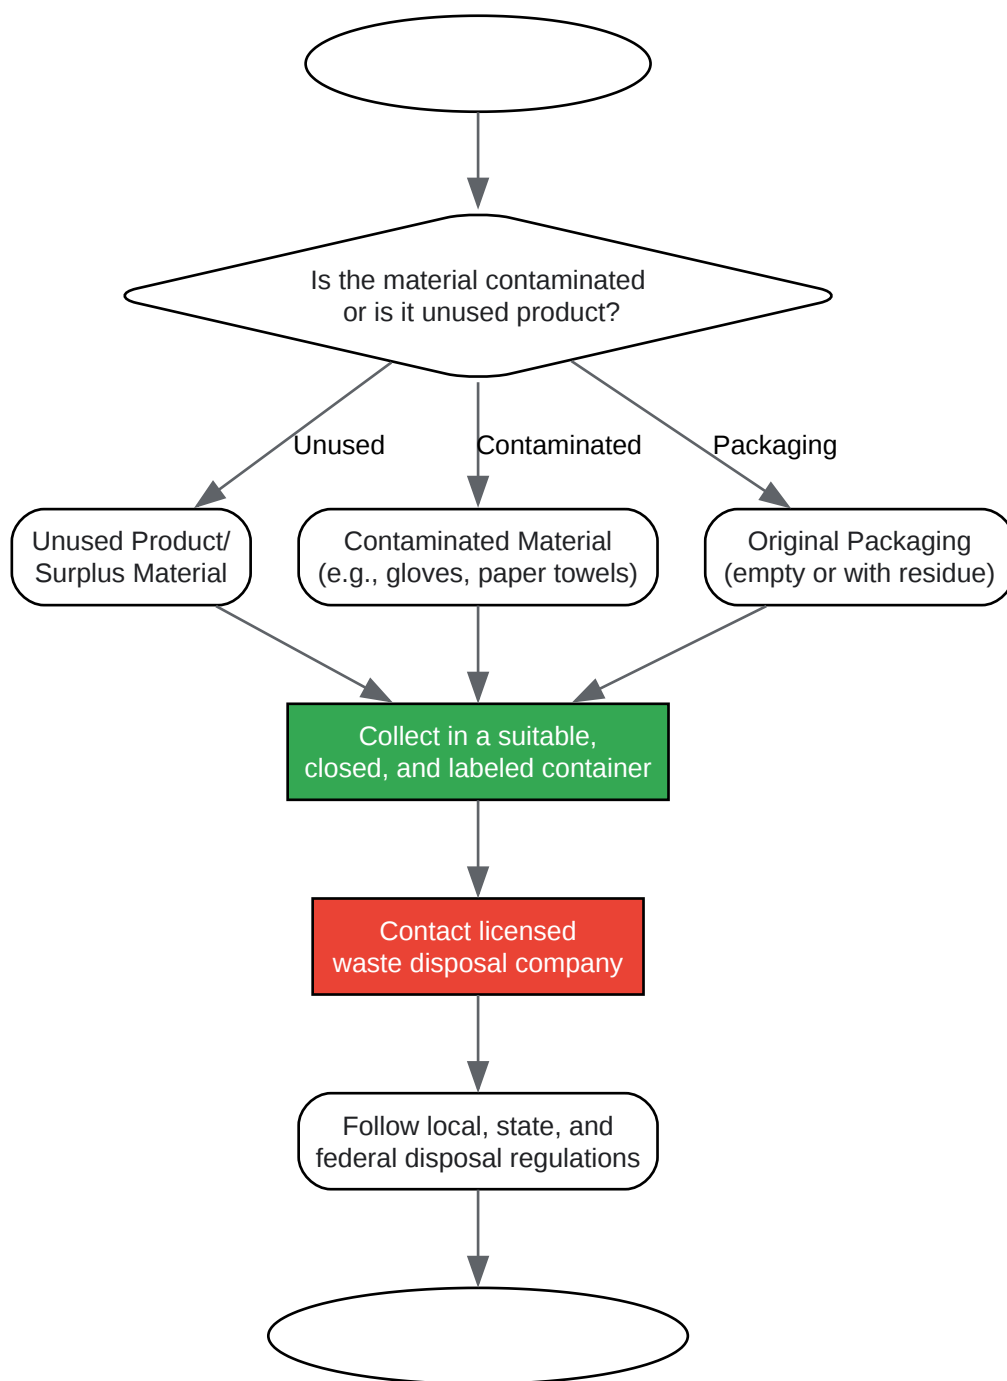 Is the material contaminated
or is it unused product?
Unused
Contaminated
Packaging
Unused Product/
Surplus Material
Contaminated Material
(e.g., gloves, paper towels)
Original Packaging
(empty or with residue)
Collect in a suitable,
closed, and labeled container
Contact licensed
waste disposal company
Follow local, state, and
federal disposal regulations